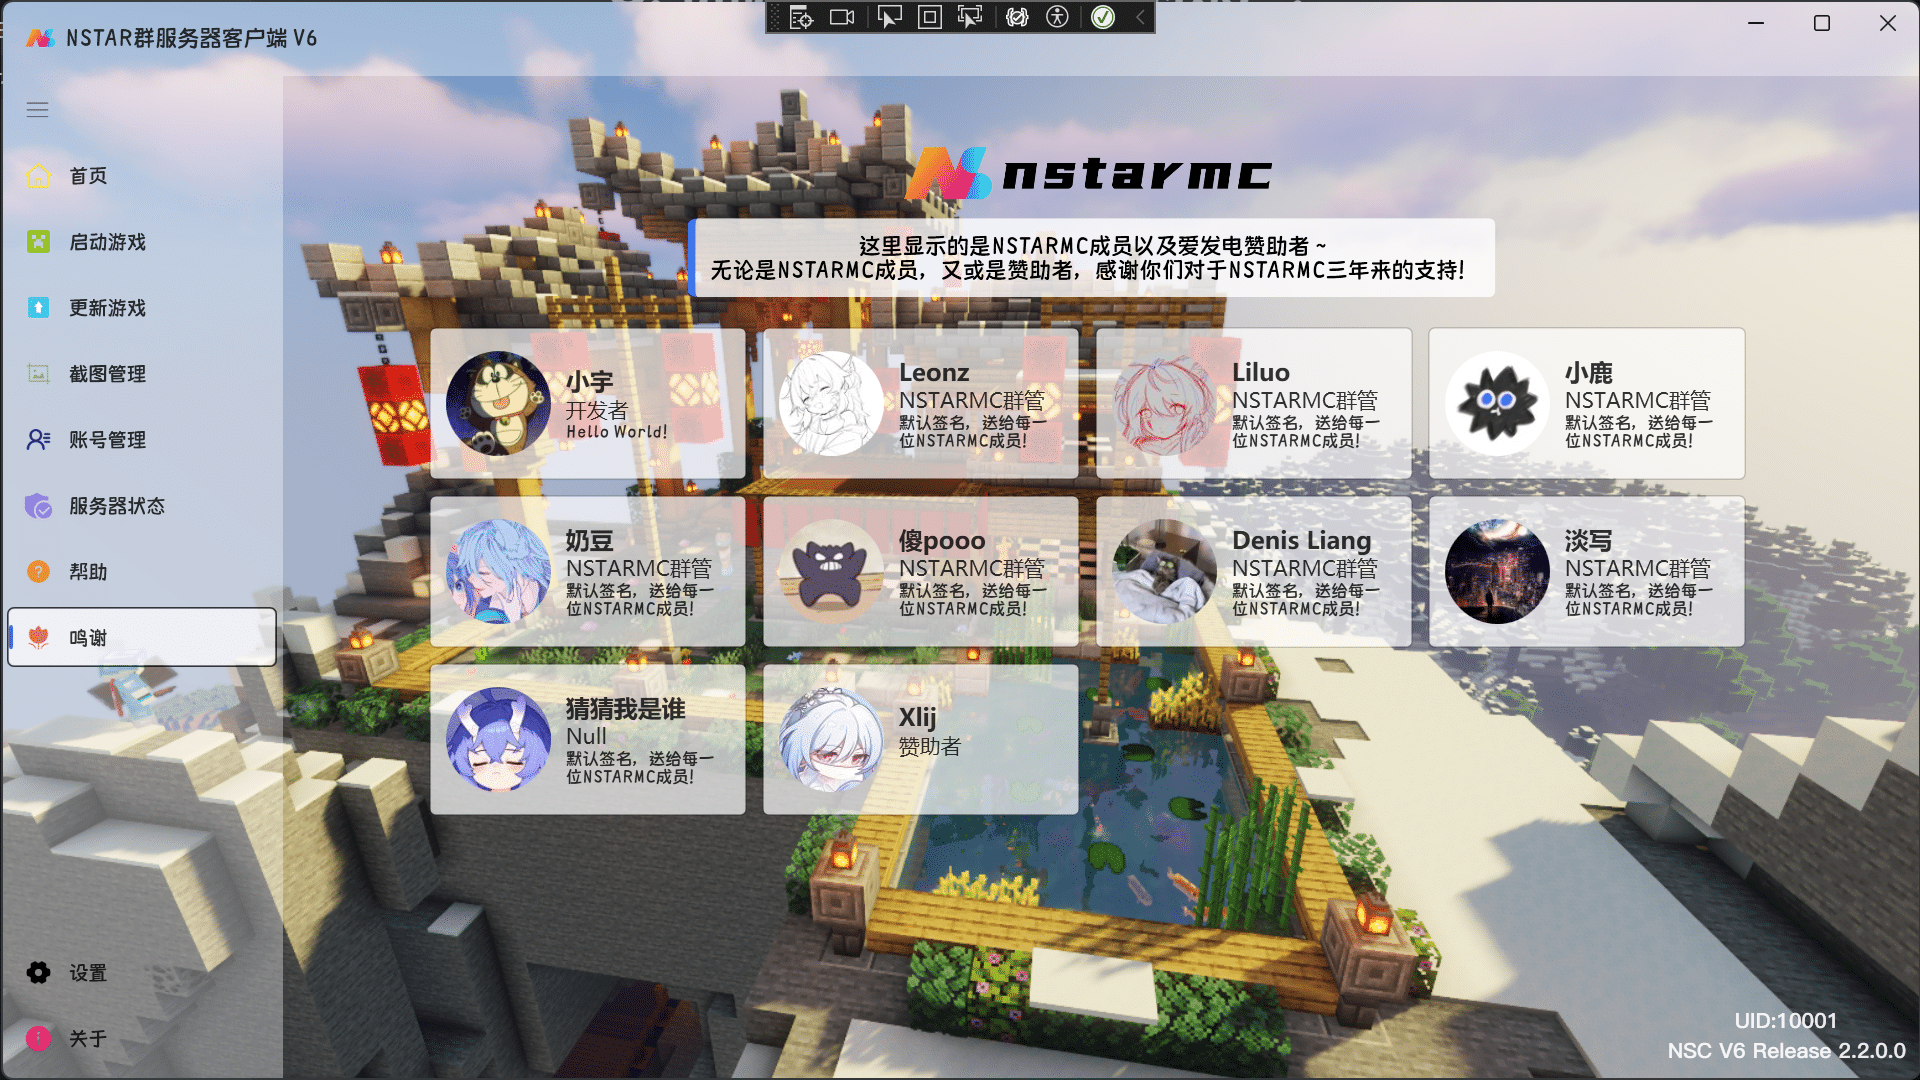 NSTAR群服务器客户端 V6
首页
启动游戏
更新游戏
截图管理
账号管理
服务器状态
帮助
鸣谢
设置
关于
nstarmc
这里显示的是NSTARMC成员以及爱发电赞助者 ~
无论是NSTARMC成员，又或是赞助者，感谢你们对于NSTARMC三年来的支持！
小宇
开发者
Hello World!
Leonz
NSTARMC群管
默认签名，送给每一
位NSTARMC成员！
Liluo
NSTARMC群管
默认签名，送给每一
位NSTARMC成员！
小鹿
NSTARMC群管
默认签名，送给每一
位NSTARMC成员！
奶豆
NSTARMC群管
默认签名，送给每一
位NSTARMC成员！
傻pooo
NSTARMC群管
默认签名，送给每一
位NSTARMC成员！
Denis Liang
NSTARMC群管
默认签名，送给每一
位NSTARMC成员！
淡写
NSTARMC群管
默认签名，送给每一
位NSTARMC成员！
猜猜我是谁
Null
默认签名，送给每一
位NSTARMC成员！
Xlij
赞助者
UID:10001
NSC V6 Release 2.2.0.0